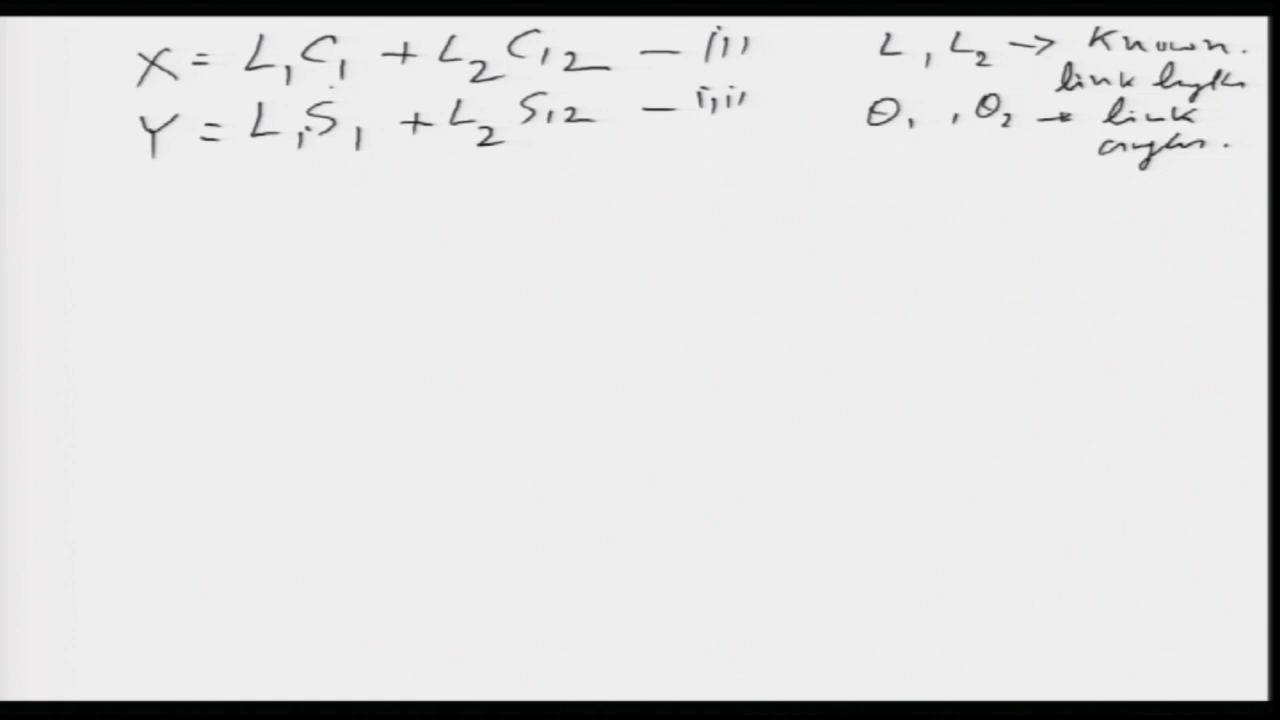 X = L₁C₁ + L₂C₁₂ — (i)
Y = L₁S₁ + L₂S₁₂ — (ii)
L₁, L₂ → Known.
link lengths
θ₁, θ₂ → link
angles.